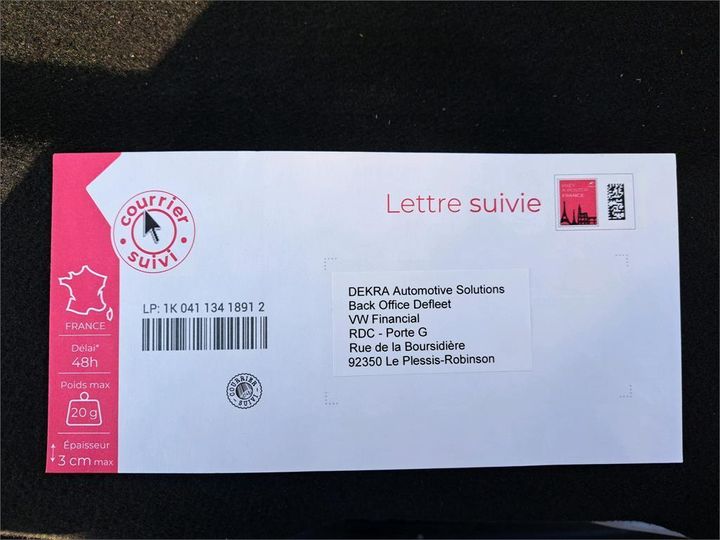 courrier
suivi
Lettre suivie
PRÊT
À POSTER
FRANCE
LP: 1K 041 134 1891 2
DEKRA Automotive Solutions
Back Office Defleet
VW Financial
RDC - Porte G
Rue de la Boursidière
92350 Le Plessis-Robinson
COURRIER
SUIVI
FRANCE
Délai*
48h
Poids max
20 g
Épaisseur
3 cm max